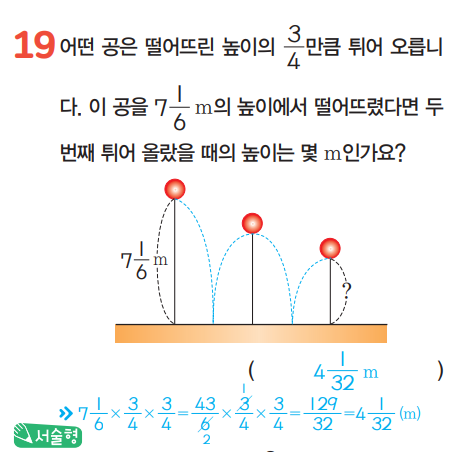 19 어떤 공은 떨어뜨린 높이의 3/4만큼 튀어 오릅니
다. 이 공을 7 1/6 m의 높이에서 떨어뜨렸다면 두
번째 튀어 올랐을 때의 높이는 몇 m인가요?
7 1/6 m
?
( 4 1/32 m )
» 7 1/6 × 3/4 × 3/4 = 43/6 × 3/4 × 3/4 = 129/32 = 4 1/32 (m)
1
2
서술형